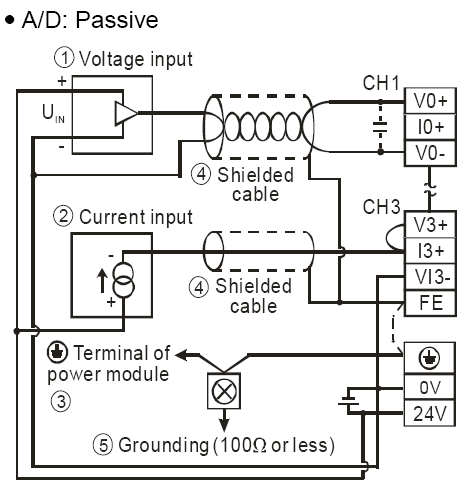 • A/D: Passive
① Voltage input
+
U IN
-
CH1
V0+
I0+
V0-
④ Shielded
cable
② Current input
-
+
CH3
V3+
I3+
VI3-
FE
④ Shielded
cable
Terminal of
power module
③
0V
24V
⑤ Grounding (100Ω or less)